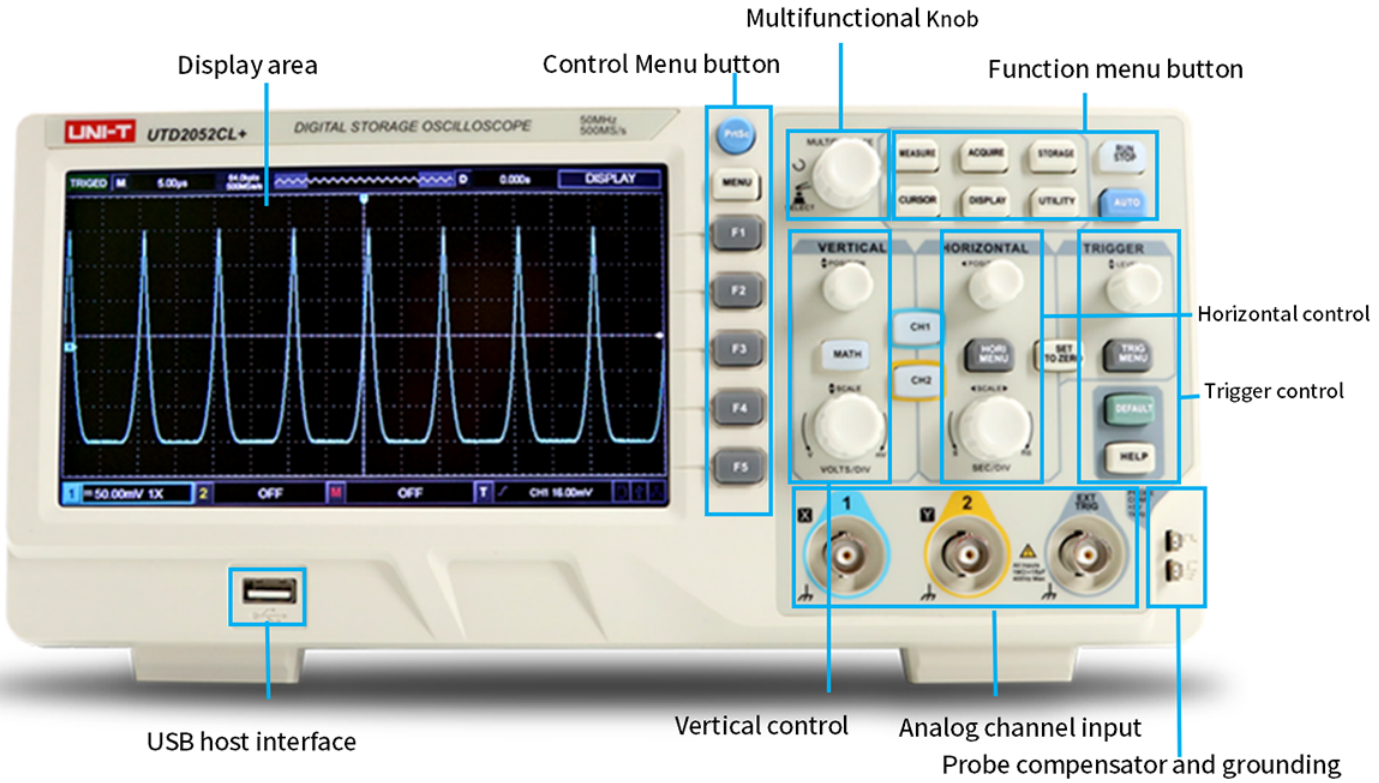 Multifunctional Knob
Display area
Control Menu button
Function menu button
UNI-T UTD2052CL+ DIGITAL STORAGE OSCILLOSCOPE 50MHz
500MS/s
PrtSc
MENU
F1
F2
F3
F4
F5
TRIGED M 5.00μs D 0.000s DISPLAY
1 50.00mV 1X 2 OFF M OFF T CH1 16.00mV
SELECT
MEASURE ACQUIRE STORAGE RUN
STOP
CURSOR DISPLAY UTILITY AUTO
VERTICAL HORIZONTAL TRIGGER
CH1
MATH
HORI
MENU
SET
TO ZERO
TRIG
MENU
CH2
SCALE SCALE
DEFAULT
HELP
VOLTS/DIV SEC/DIV
X 1 Y 2 EXT
TRIG
Horizontal control
Trigger control
USB host interface
Vertical control
Analog channel input
Probe compensator and grounding